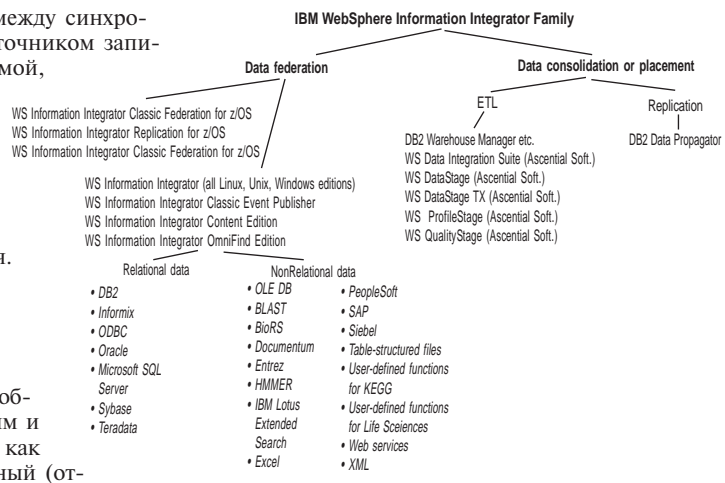 между синхро-
точником запи-
мой,
я.
об-
им и
как
ный (от-
IBM WebSphere Information Integrator Family
Data federation
Data consolidation or placement
WS Information Integrator Classic Federation for z/OS
WS Information Integrator Replication for z/OS
WS Information Integrator Classic Federation for z/OS
WS Information Integrator (all Linux, Unix, Windows editions)
WS Information Integrator Classic Event Publisher
WS Information Integrator Content Edition
WS Information Integrator OmniFind Edition
Relational data
• DB2
• Informix
• ODBC
• Oracle
• Microsoft SQL
Server
• Sybase
• Teradata
NonRelational data
• OLE DB
• BLAST
• BioRS
• Documentum
• Entrez
• HMMER
• IBM Lotus
Extended
Search
• Excel
• PeopleSoft
• SAP
• Siebel
• Table-structured files
• User-defined functions
for KEGG
• User-defined functions
for Life Sceiences
• Web services
• XML
ETL
DB2 Warehouse Manager etc.
WS Data Integration Suite (Ascential Soft.)
WS DataStage (Ascential Soft.)
WS DataStage TX (Ascential Soft.)
WS ProfileStage (Ascential Soft.)
WS QualityStage (Ascential Soft.)
Replication
DB2 Data Propagator